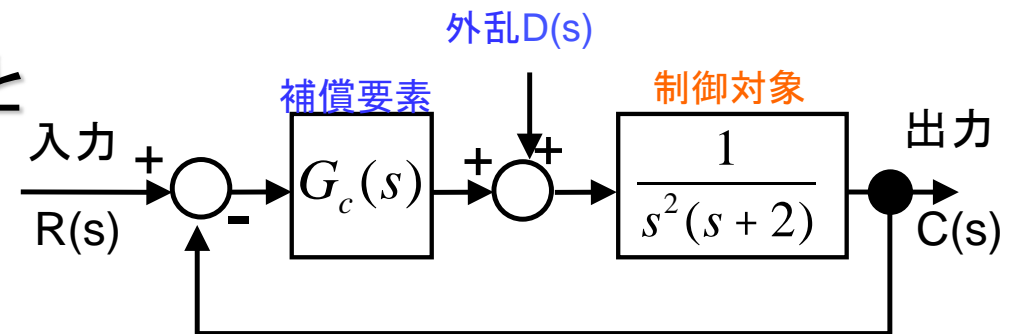 と
外乱D(s)
補償要素
制御対象
入力
R(s)
+
-
G_c(s)
+
+
1
s^2(s + 2)
出力
C(s)